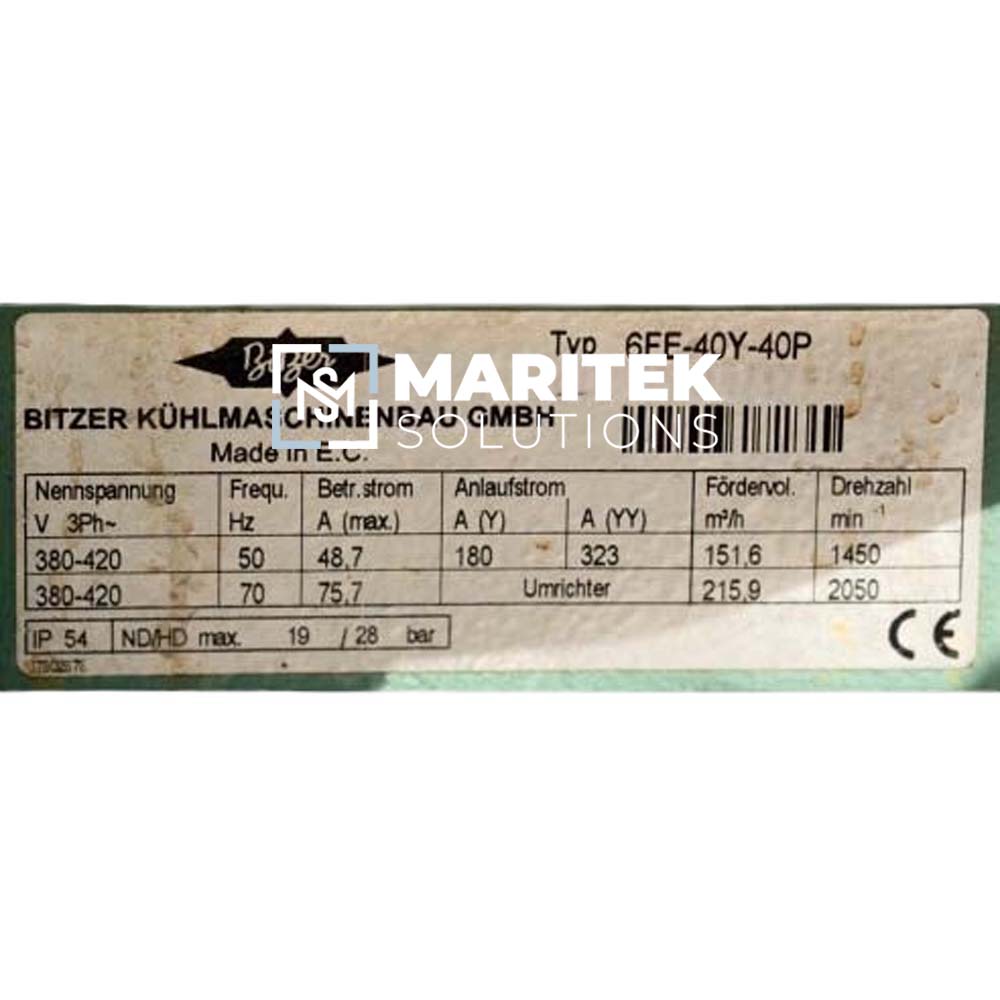 Bitzer
Typ 6FE-40Y-40P
MARITEK
SOLUTIONS
BITZER KÜHLMASCHINENBAU GMBH
Made in E.C.
Nennspannung Frequ. Betr.strom Anlaufstrom Fördervol. Drehzahl
V 3Ph~ Hz A (max.) A (Y) A (YY) m³/h min -1
380-420 50 48,7 180 323 151,6 1450
380-420 70 75,7 Umrichter 215,9 2050
IP 54 ND/HD max. 19 / 28 bar
CE